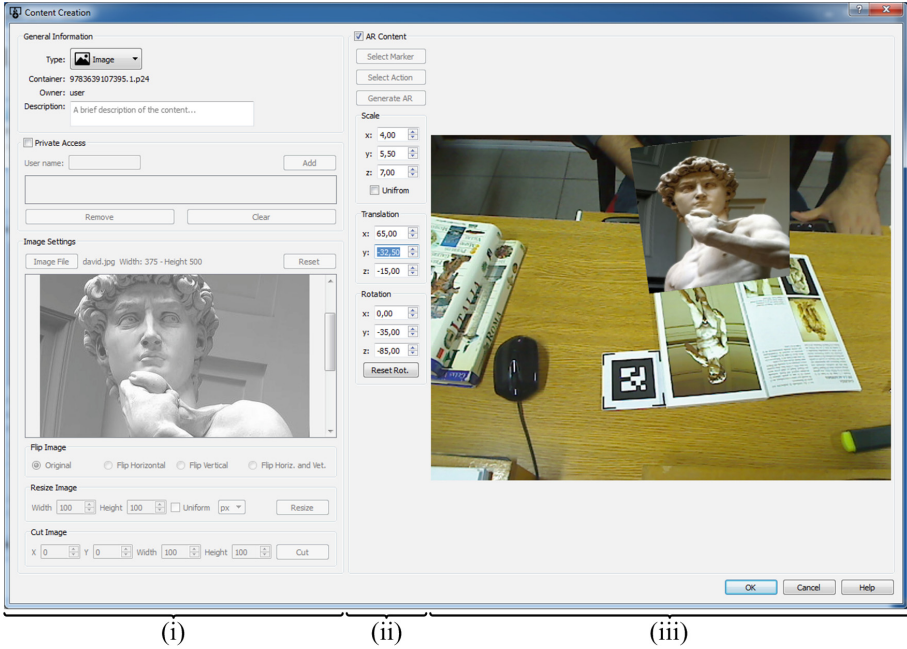 Content Creation
General Information
Type: Image
Container: 9783639107395.1.p24
Owner: user
Description: A brief description of the content....
Private Access
User name: Add
Remove Clear
Image Settings
Image File david.jpg Width: 375 - Height 500 Reset
Flip Image
Original Flip Horizontal Flip Vertical Flip Horiz. and Vet.
Resize Image
Width 100 Height 100 Uniform px Resize
Cut Image
X 0 Y 0 Width 100 Height 100 Cut
AR Content
Select Marker
Select Action
Generate AR
Scale
x: 4,00
y: 5,50
z: 7,00
Unifrom
Translation
x: 65,00
y: -32,50
z: -15,00
Rotation
x: 0,00
y: -35,00
z: -85,00
Reset Rot.
OK Cancel Help
(i) (ii) (iii)